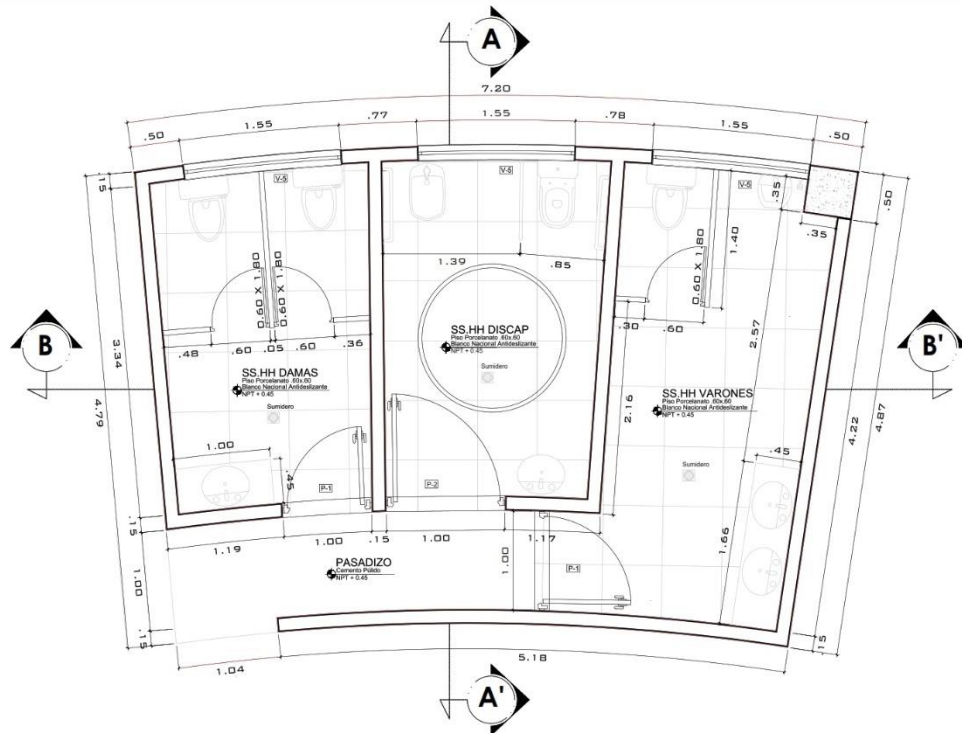 A
7.20
.50
1.55
.77
1.55
.78
1.55
.50
.15
V-5
V-5
V-5
.35
.50
.35
0.60 X 1.80
0.60 X 1.80
0.60 X 1.80
1.40
1.39
.85
B
3.34
4.79
.48
.60
.05
.60
.36
SS.HH DAMAS
Piso Porcelanato .60x.60
Blanco Nacional Antideslizante
NPT + 0.45
Sumidero
SS.HH DISCAP
Piso Porcelanato .60x.60
Blanco Nacional Antideslizante
NPT + 0.45
Sumidero
.30
.60
2.57
2.16
SS.HH VARONES
Piso Porcelanato .60x.60
Blanco Nacional Antideslizante
NPT + 0.45
Sumidero
B'
4.22
4.87
1.00
.45
P-1
P-2
.45
1.66
.15
1.19
1.00
.15
1.00
1.17
1.00
PASADIZO
Cemento Púlido
NPT + 0.45
1.00
P-1
.15
.15
1.04
5.18
A'